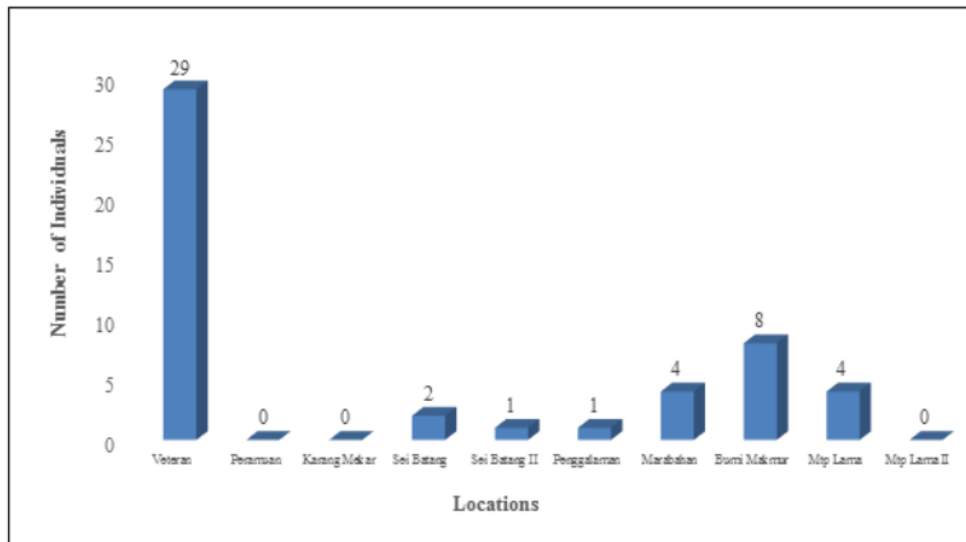 Number of Individuals
30
25
20
15
10
5
0
29
0
0
2
1
1
4
8
4
0
Veteran
Karang Mekar
Sei Batang
Sei Batang II
Penggalaman
Marabahan
Bumi Makmur
Mtp Lama
Mtp Lama II
Locations